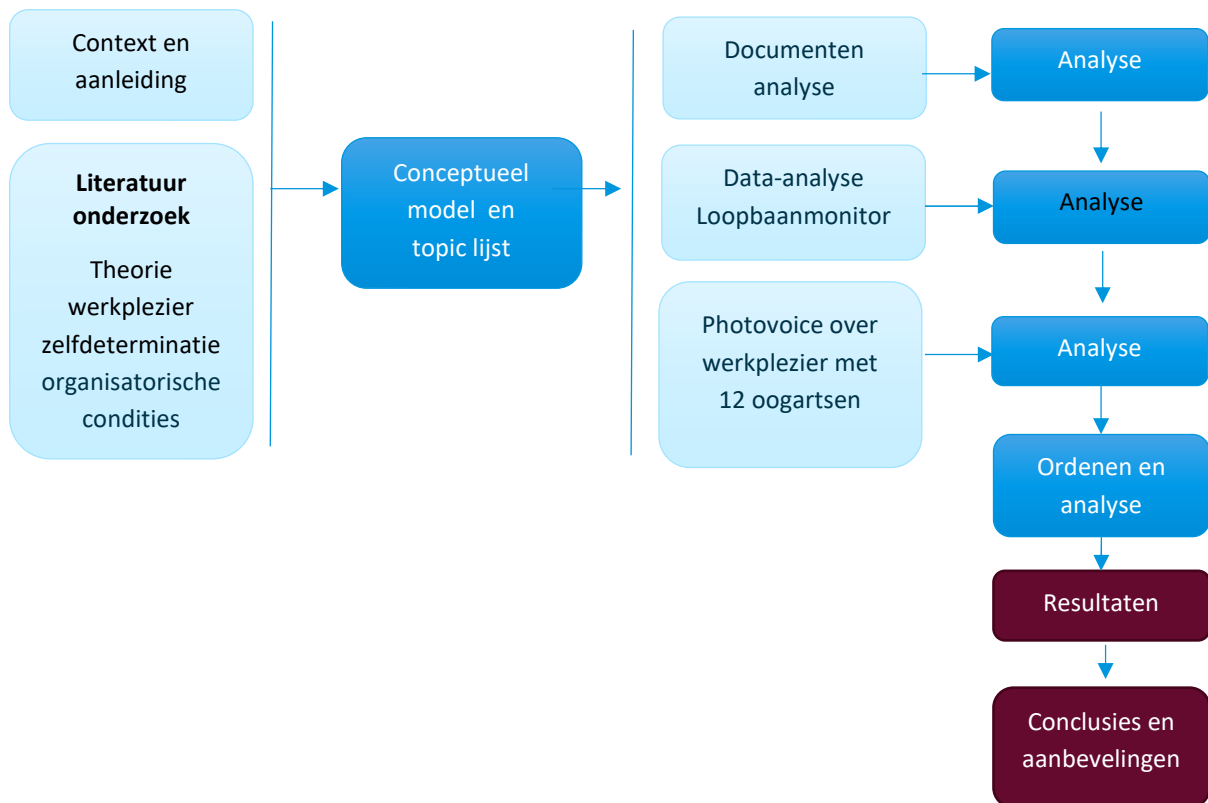 Context en
aanleiding
Literatuur
onderzoek
Theorie
werkplezier
zelfdeterminatie
organisatorische
condities
Conceptueel
model en
topic lijst
Documenten
analyse
Analyse
Data-analyse
Loopbaanmonitor
Analyse
Photovoice over
werkplezier met
12 oogartsen
Analyse
Ordenen en
analyse
Resultaten
Conclusies en
aanbevelingen